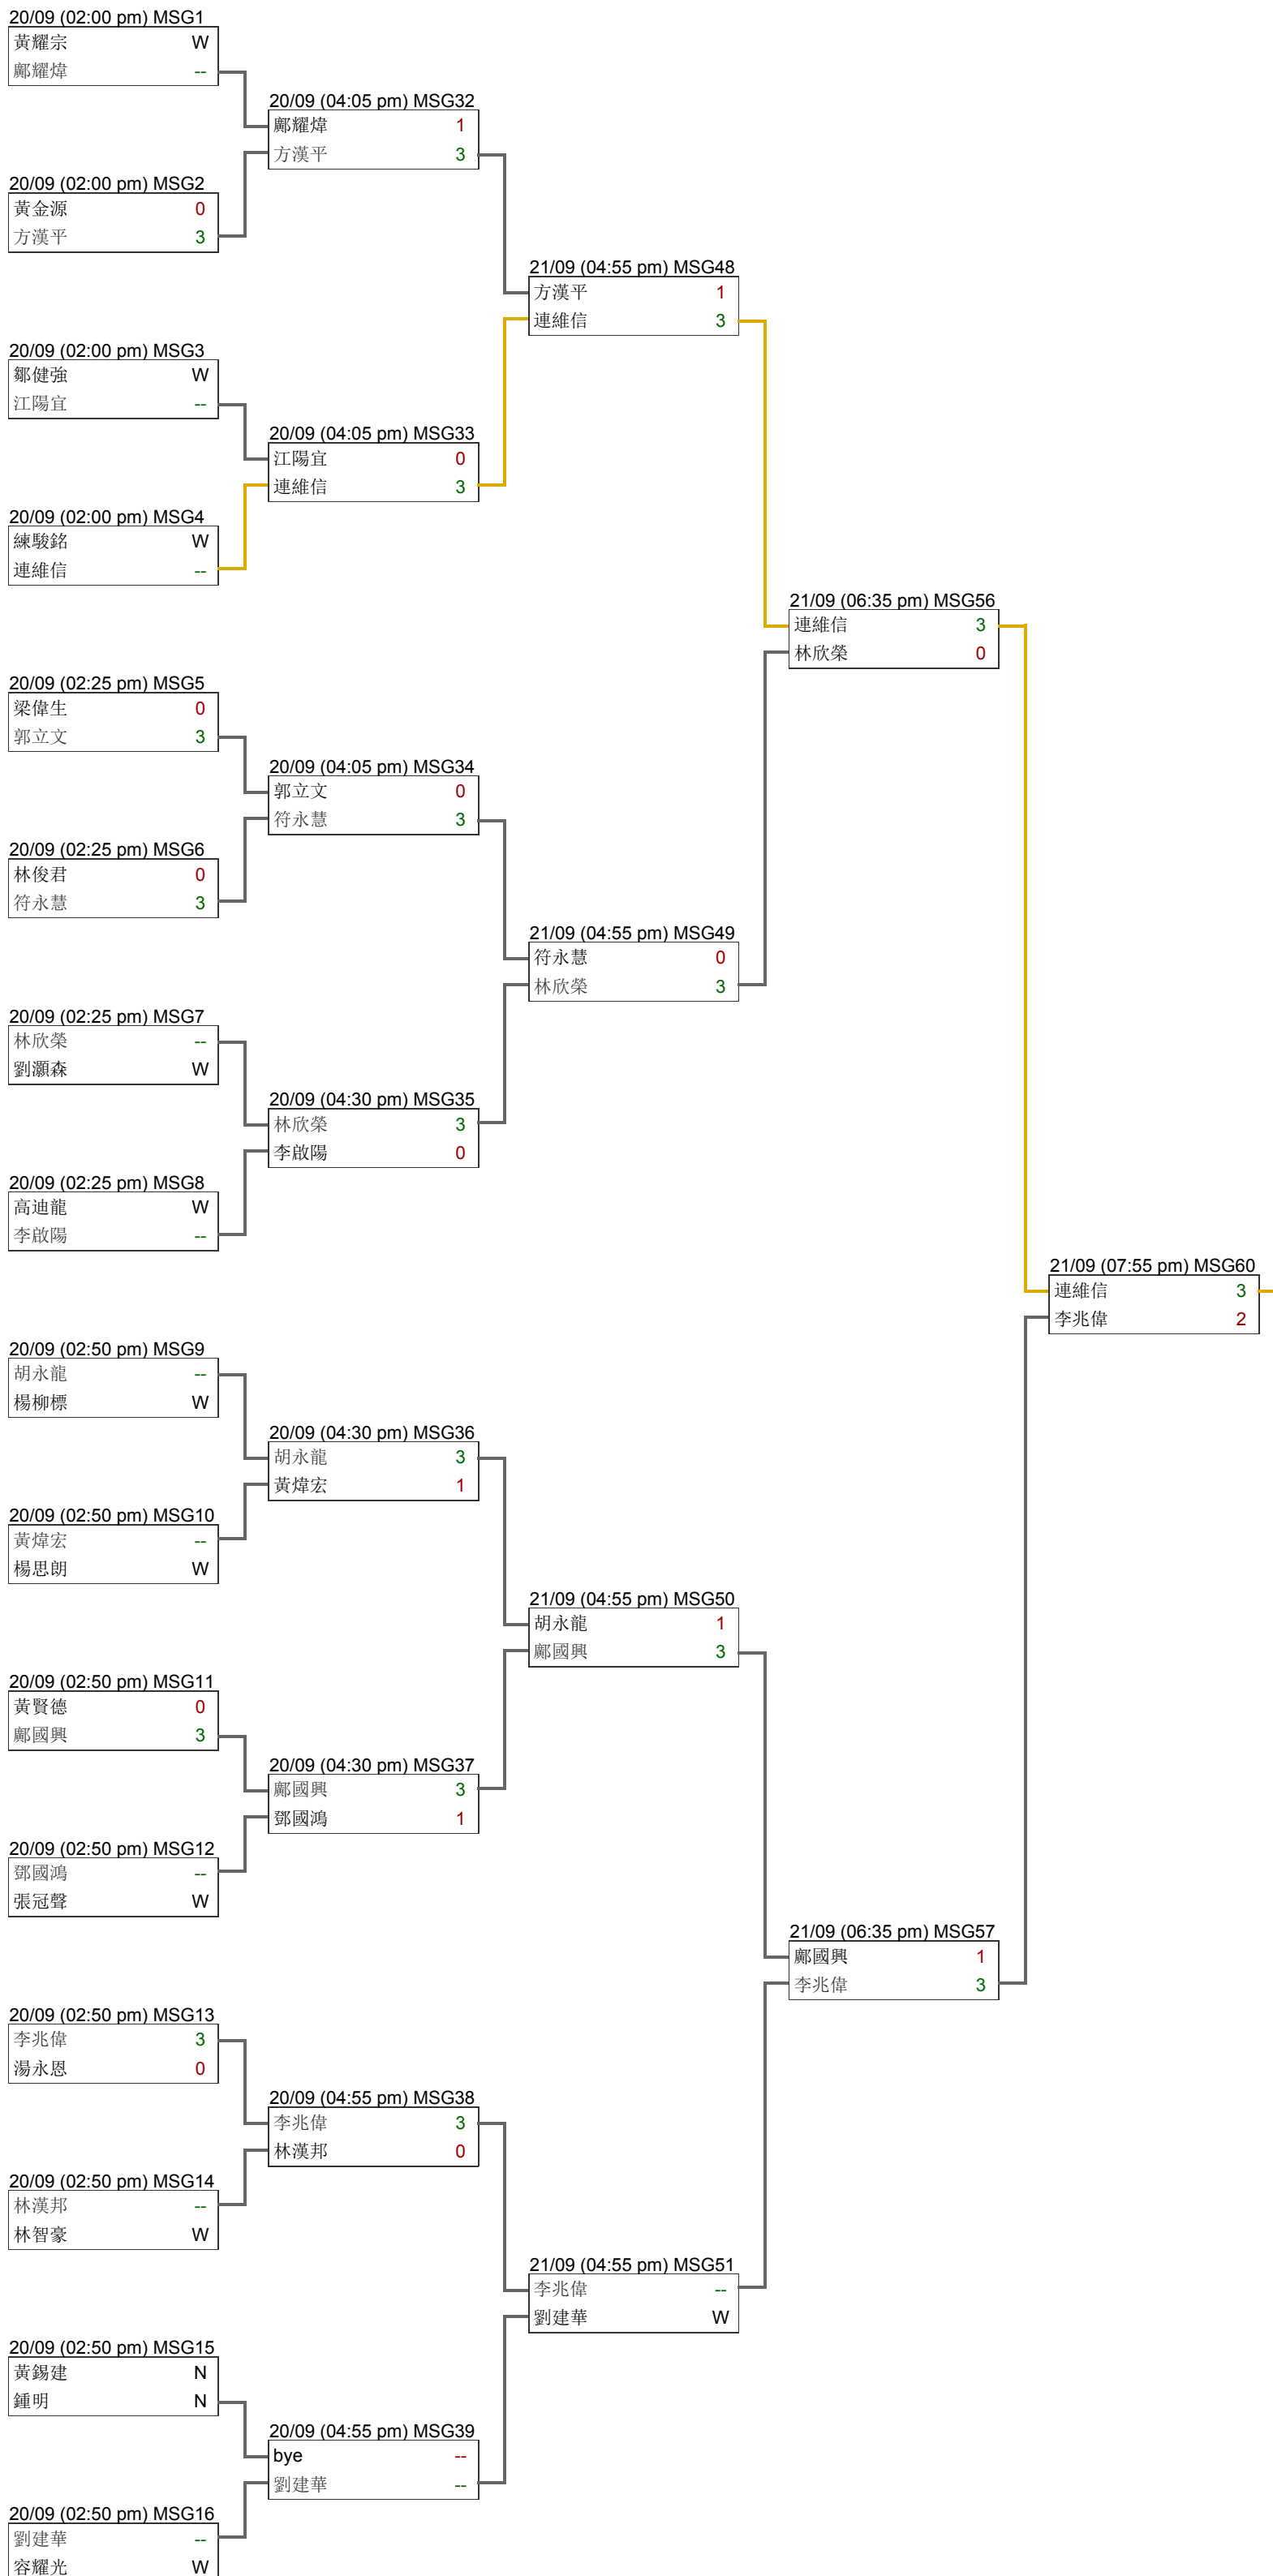 20/09 (02:00 pm) MSG1
黃耀宗 W
鄺耀煒 --
20/09 (04:05 pm) MSG32
鄺耀煒 1
方漢平 3
20/09 (02:00 pm) MSG2
黃金源 0
方漢平 3
21/09 (04:55 pm) MSG48
方漢平 1
連維信 3
20/09 (02:00 pm) MSG3
鄒健強 W
江陽宜 --
20/09 (04:05 pm) MSG33
江陽宜 0
連維信 3
20/09 (02:00 pm) MSG4
練駿銘 W
連維信 --
21/09 (06:35 pm) MSG56
連維信 3
林欣榮 0
20/09 (02:25 pm) MSG5
梁偉生 0
郭立文 3
20/09 (04:05 pm) MSG34
郭立文 0
符永慧 3
20/09 (02:25 pm) MSG6
林俊君 0
符永慧 3
21/09 (04:55 pm) MSG49
符永慧 0
林欣榮 3
20/09 (02:25 pm) MSG7
林欣榮 --
劉灝森 W
20/09 (04:30 pm) MSG35
林欣榮 3
李啟陽 0
20/09 (02:25 pm) MSG8
高迪龍 W
李啟陽 --
21/09 (07:55 pm) MSG60
連維信 3
李兆偉 2
20/09 (02:50 pm) MSG9
胡永龍 --
楊柳標 W
20/09 (04:30 pm) MSG36
胡永龍 3
黃煒宏 1
20/09 (02:50 pm) MSG10
黃煒宏 --
楊思朗 W
21/09 (04:55 pm) MSG50
胡永龍 1
鄺國興 3
20/09 (02:50 pm) MSG11
黃賢德 0
鄺國興 3
20/09 (04:30 pm) MSG37
鄺國興 3
鄧國鴻 1
20/09 (02:50 pm) MSG12
鄧國鴻 --
張冠聲 W
21/09 (06:35 pm) MSG57
鄺國興 1
李兆偉 3
20/09 (02:50 pm) MSG13
李兆偉 3
湯永恩 0
20/09 (04:55 pm) MSG38
李兆偉 3
林漢邦 0
20/09 (02:50 pm) MSG14
林漢邦 --
林智豪 W
21/09 (04:55 pm) MSG51
李兆偉 --
劉建華 W
20/09 (02:50 pm) MSG15
黃錫建 N
鍾明 N
20/09 (04:55 pm) MSG39
bye --
劉建華 --
20/09 (02:50 pm) MSG16
劉建華 --
容耀光 W